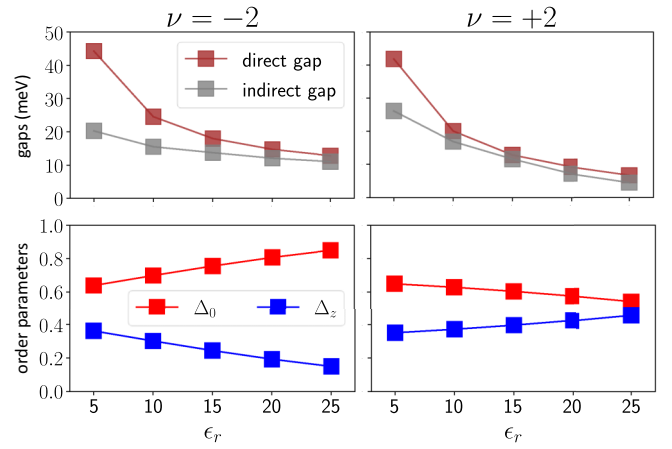 ν = −2
ν = +2
gaps (meV)
50
40
30
20
10
0
direct gap
indirect gap
order parameters
1.0
0.8
0.6
0.4
0.2
0.0
Δ₀ Δ_z
5 10 15 20 25
5 10 15 20 25
ϵᵣ
ϵᵣ